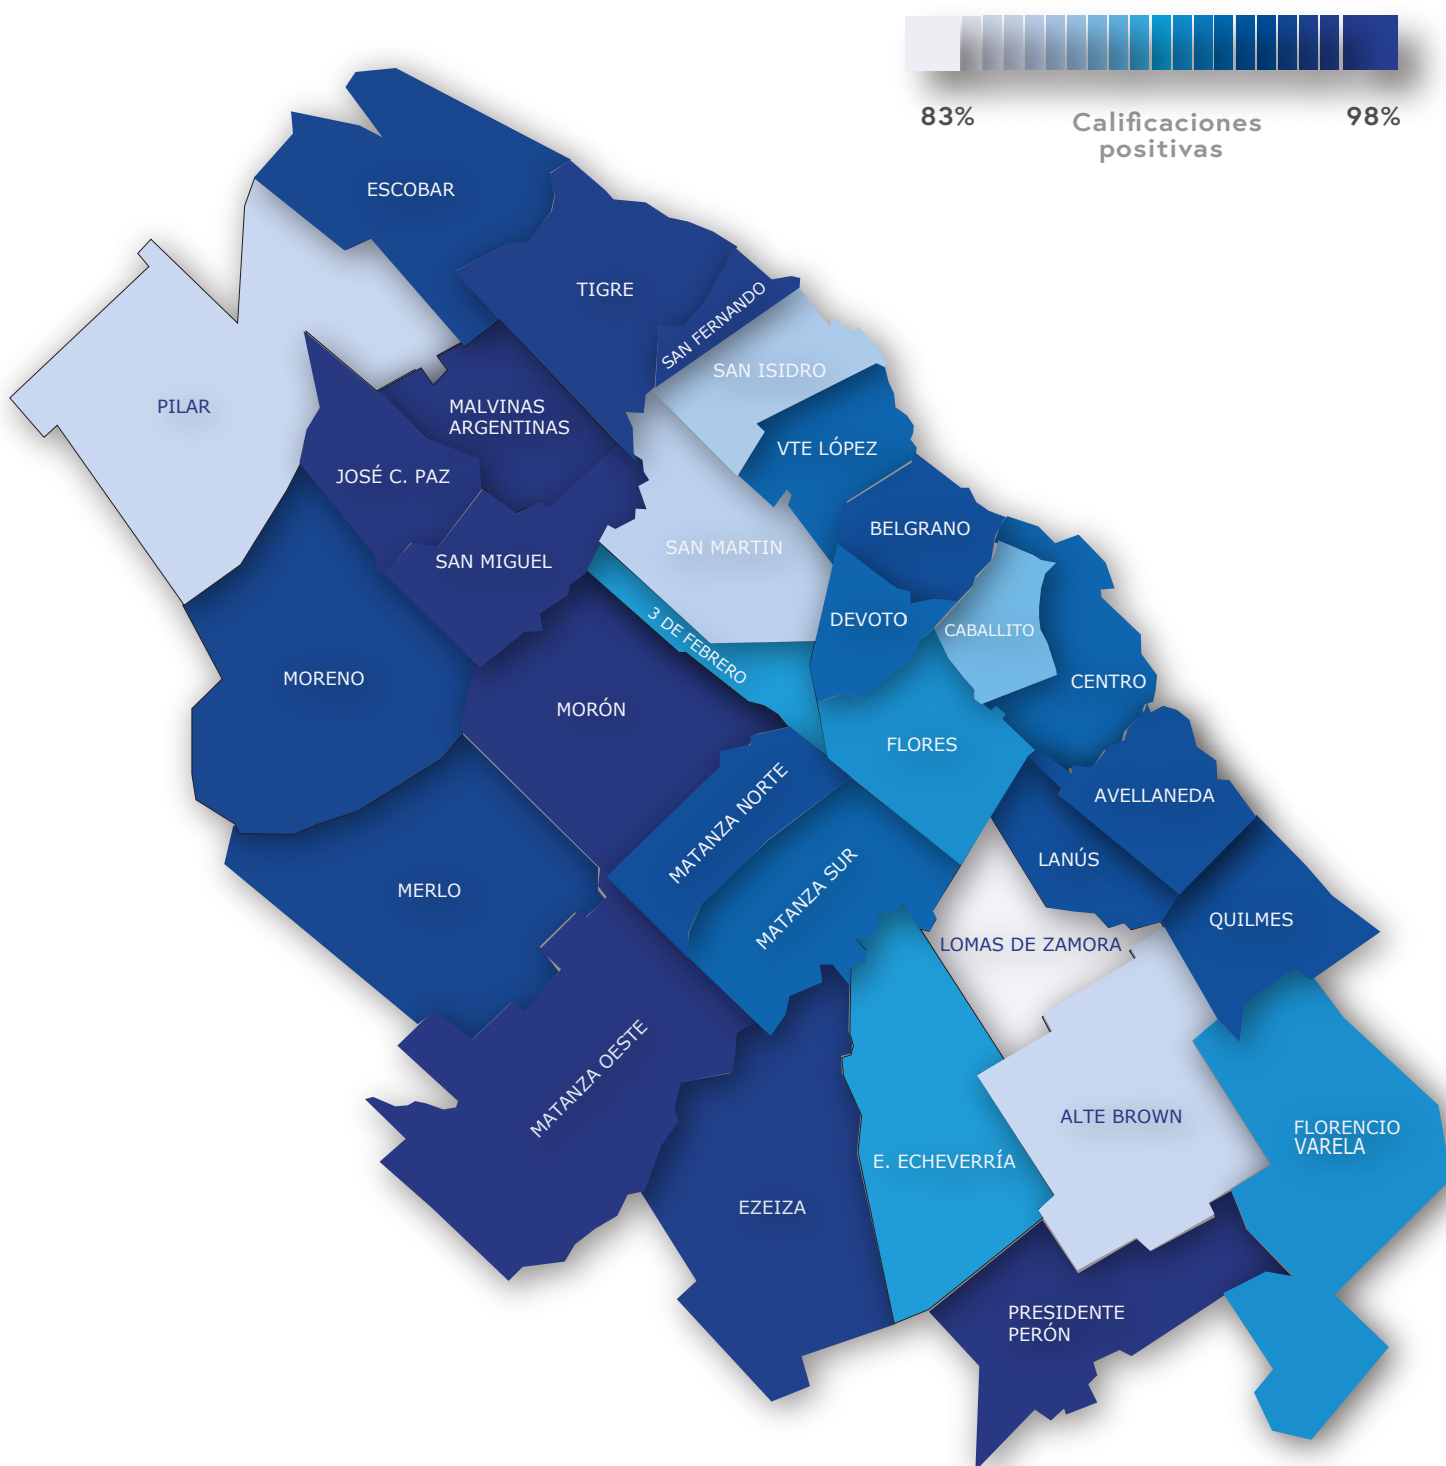 83%
98%
Calificaciones
positivas
ESCOBAR
TIGRE
SAN FERNANDO
SAN ISIDRO
PILAR
MALVINAS
ARGENTINAS
VTE LÓPEZ
JOSÉ C. PAZ
BELGRANO
SAN MARTIN
SAN MIGUEL
DEVOTO
CABALLITO
3 DE FEBRERO
MORENO
CENTRO
MORÓN
FLORES
AVELLANEDA
MATANZA NORTE
LANÚS
MERLO
MATANZA SUR
QUILMES
LOMAS DE ZAMORA
MATANZA OESTE
ALTE BROWN
FLORENCIO
VARELA
E. ECHEVERRÍA
EZEIZA
PRESIDENTE
PERÓN